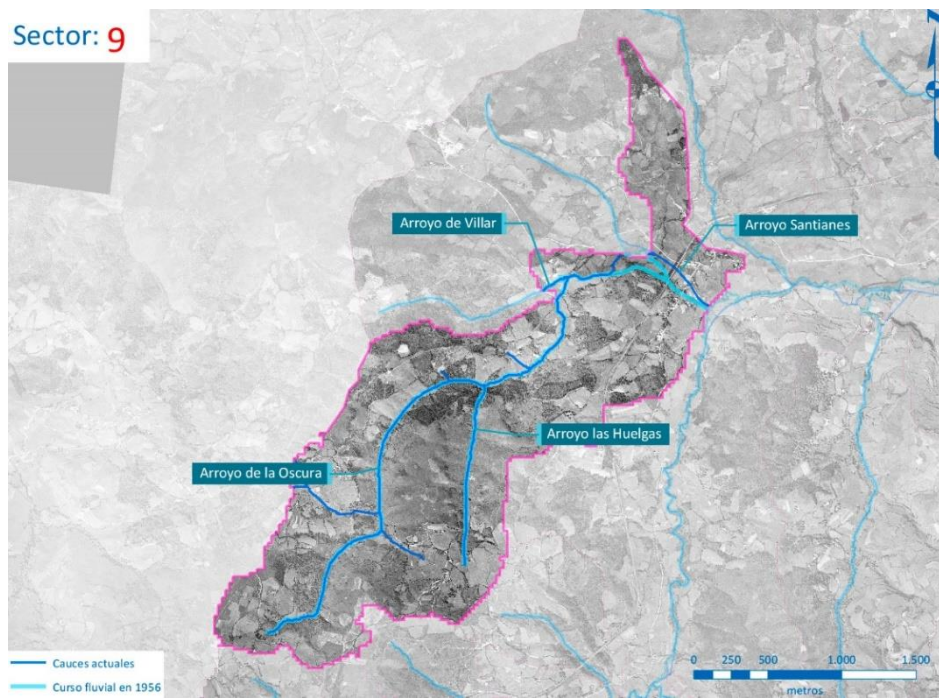 Sector: 9
Arroyo de Villar
Arroyo Santianes
Arroyo las Huelgas
Arroyo de la Oscura
Cauces actuales
Curso fluvial en 1956
0 250 500 1.000 1.500
metros